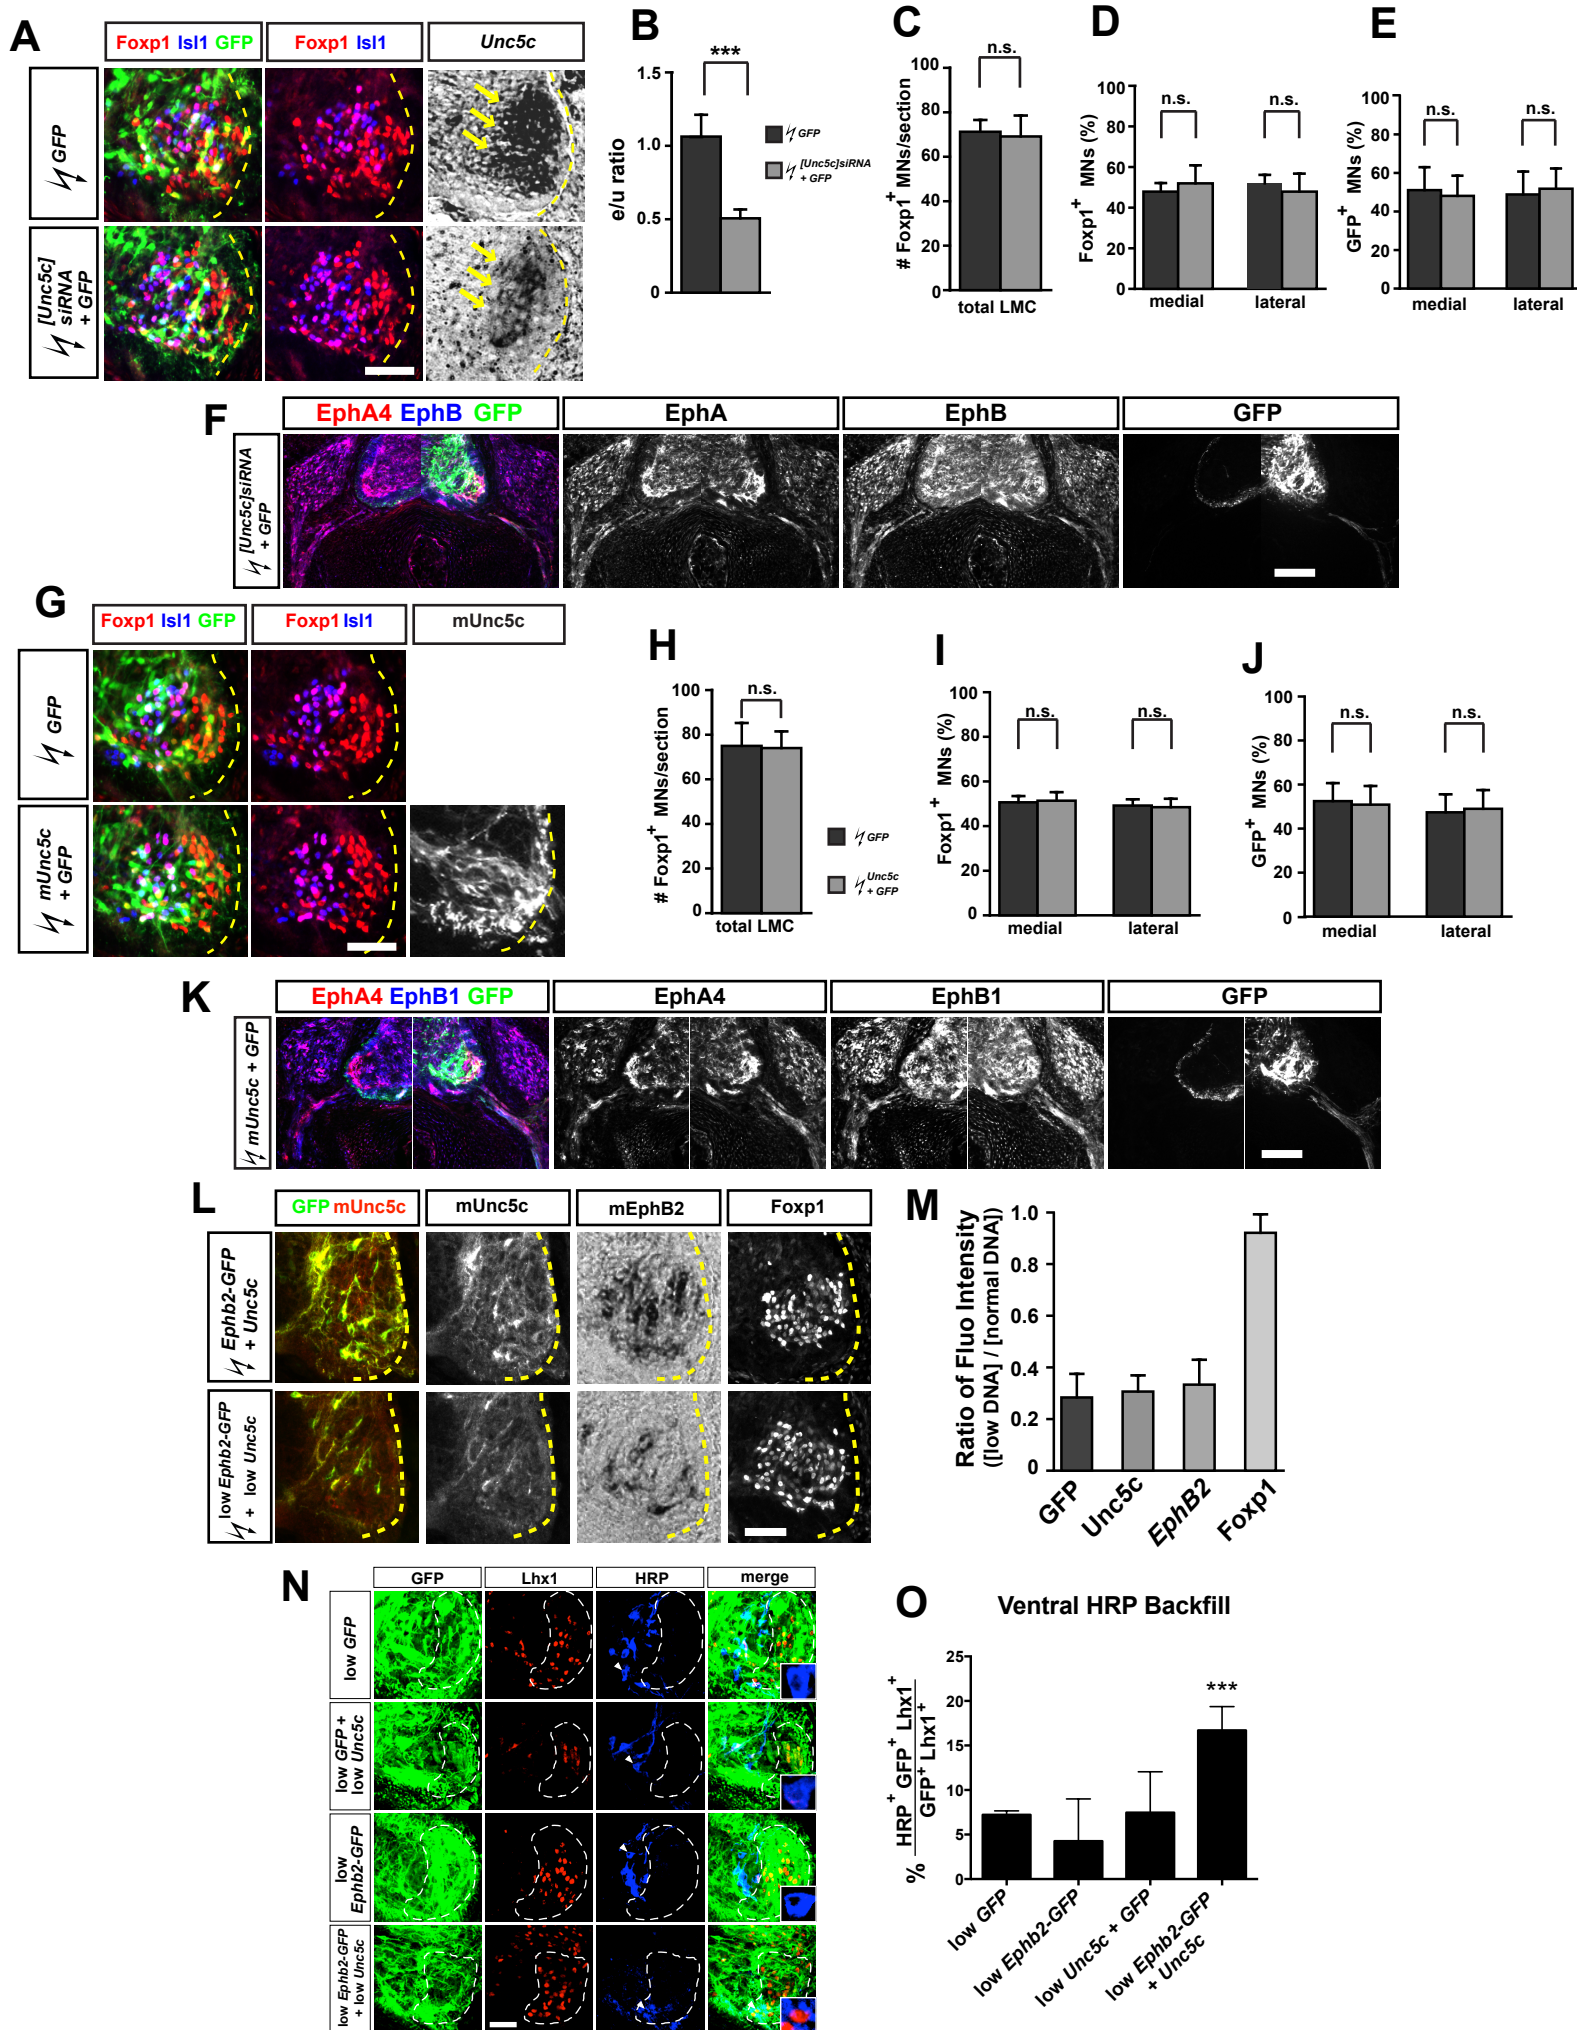 A
Foxp1 Isl1 GFP
Foxp1 Isl1
Unc5c
GFP
[Unc5c]
siRNA
+ GFP
B
***
e/u ratio
1.5
1.0
0.5
0
GFP
[Unc5c]siRNA
+ GFP
C
n.s.
# Foxp1+ MNs/section
100
80
60
40
20
0
total LMC
D
n.s.
n.s.
Foxp1+ MNs (%)
100
80
60
40
20
0
medial
lateral
E
n.s.
n.s.
GFP+ MNs (%)
100
80
60
40
20
0
medial
lateral
F
EphA4 EphB GFP
EphA
EphB
GFP
[Unc5c]siRNA
+ GFP
G
Foxp1 Isl1 GFP
Foxp1 Isl1
mUnc5c
GFP
mUnc5c
+ GFP
H
n.s.
# Foxp1+ MNs/section
100
80
60
40
20
0
total LMC
GFP
Unc5c
+ GFP
I
n.s.
n.s.
Foxp1+ MNs (%)
100
80
60
40
20
0
medial
lateral
J
n.s.
n.s.
GFP+ MNs (%)
100
80
60
40
20
0
medial
lateral
K
EphA4 EphB1 GFP
EphA4
EphB1
GFP
mUnc5c + GFP
L
GFP mUnc5c
mUnc5c
mEphB2
Foxp1
Ephb2-GFP
+ Unc5c
low Ephb2-GFP
+ low Unc5c
M
Ratio of Fluo Intensity
([low DNA] / [normal DNA])
1.0
0.8
0.6
0.4
0.2
0
GFP
Unc5c
EphB2
Foxp1
N
GFP
Lhx1
HRP
merge
low GFP
low GFP +
low Unc5c
low
Ephb2-GFP
low Ephb2-GFP
+ low Unc5c
O
Ventral HRP Backfill
% HRP+ GFP+ Lhx1+
GFP+ Lhx1+
25
20
15
10
5
0
***
low GFP
low Ephb2-GFP
low Unc5c + GFP
low Ephb2-GFP
+ Unc5c